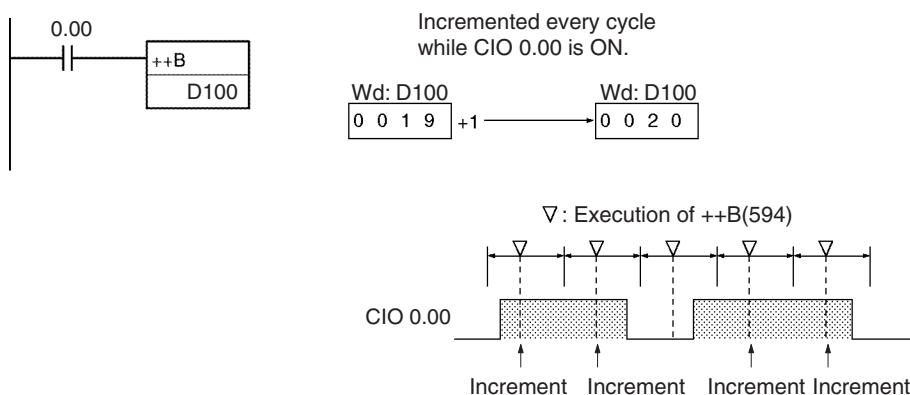 0.00
++B
D100
Incremented every cycle
while CIO 0.00 is ON.
Wd: D100
Wd: D100
0 0 1 9 +1
0 0 2 0
▽: Execution of ++B(594)
CIO 0.00
Increment Increment Increment Increment